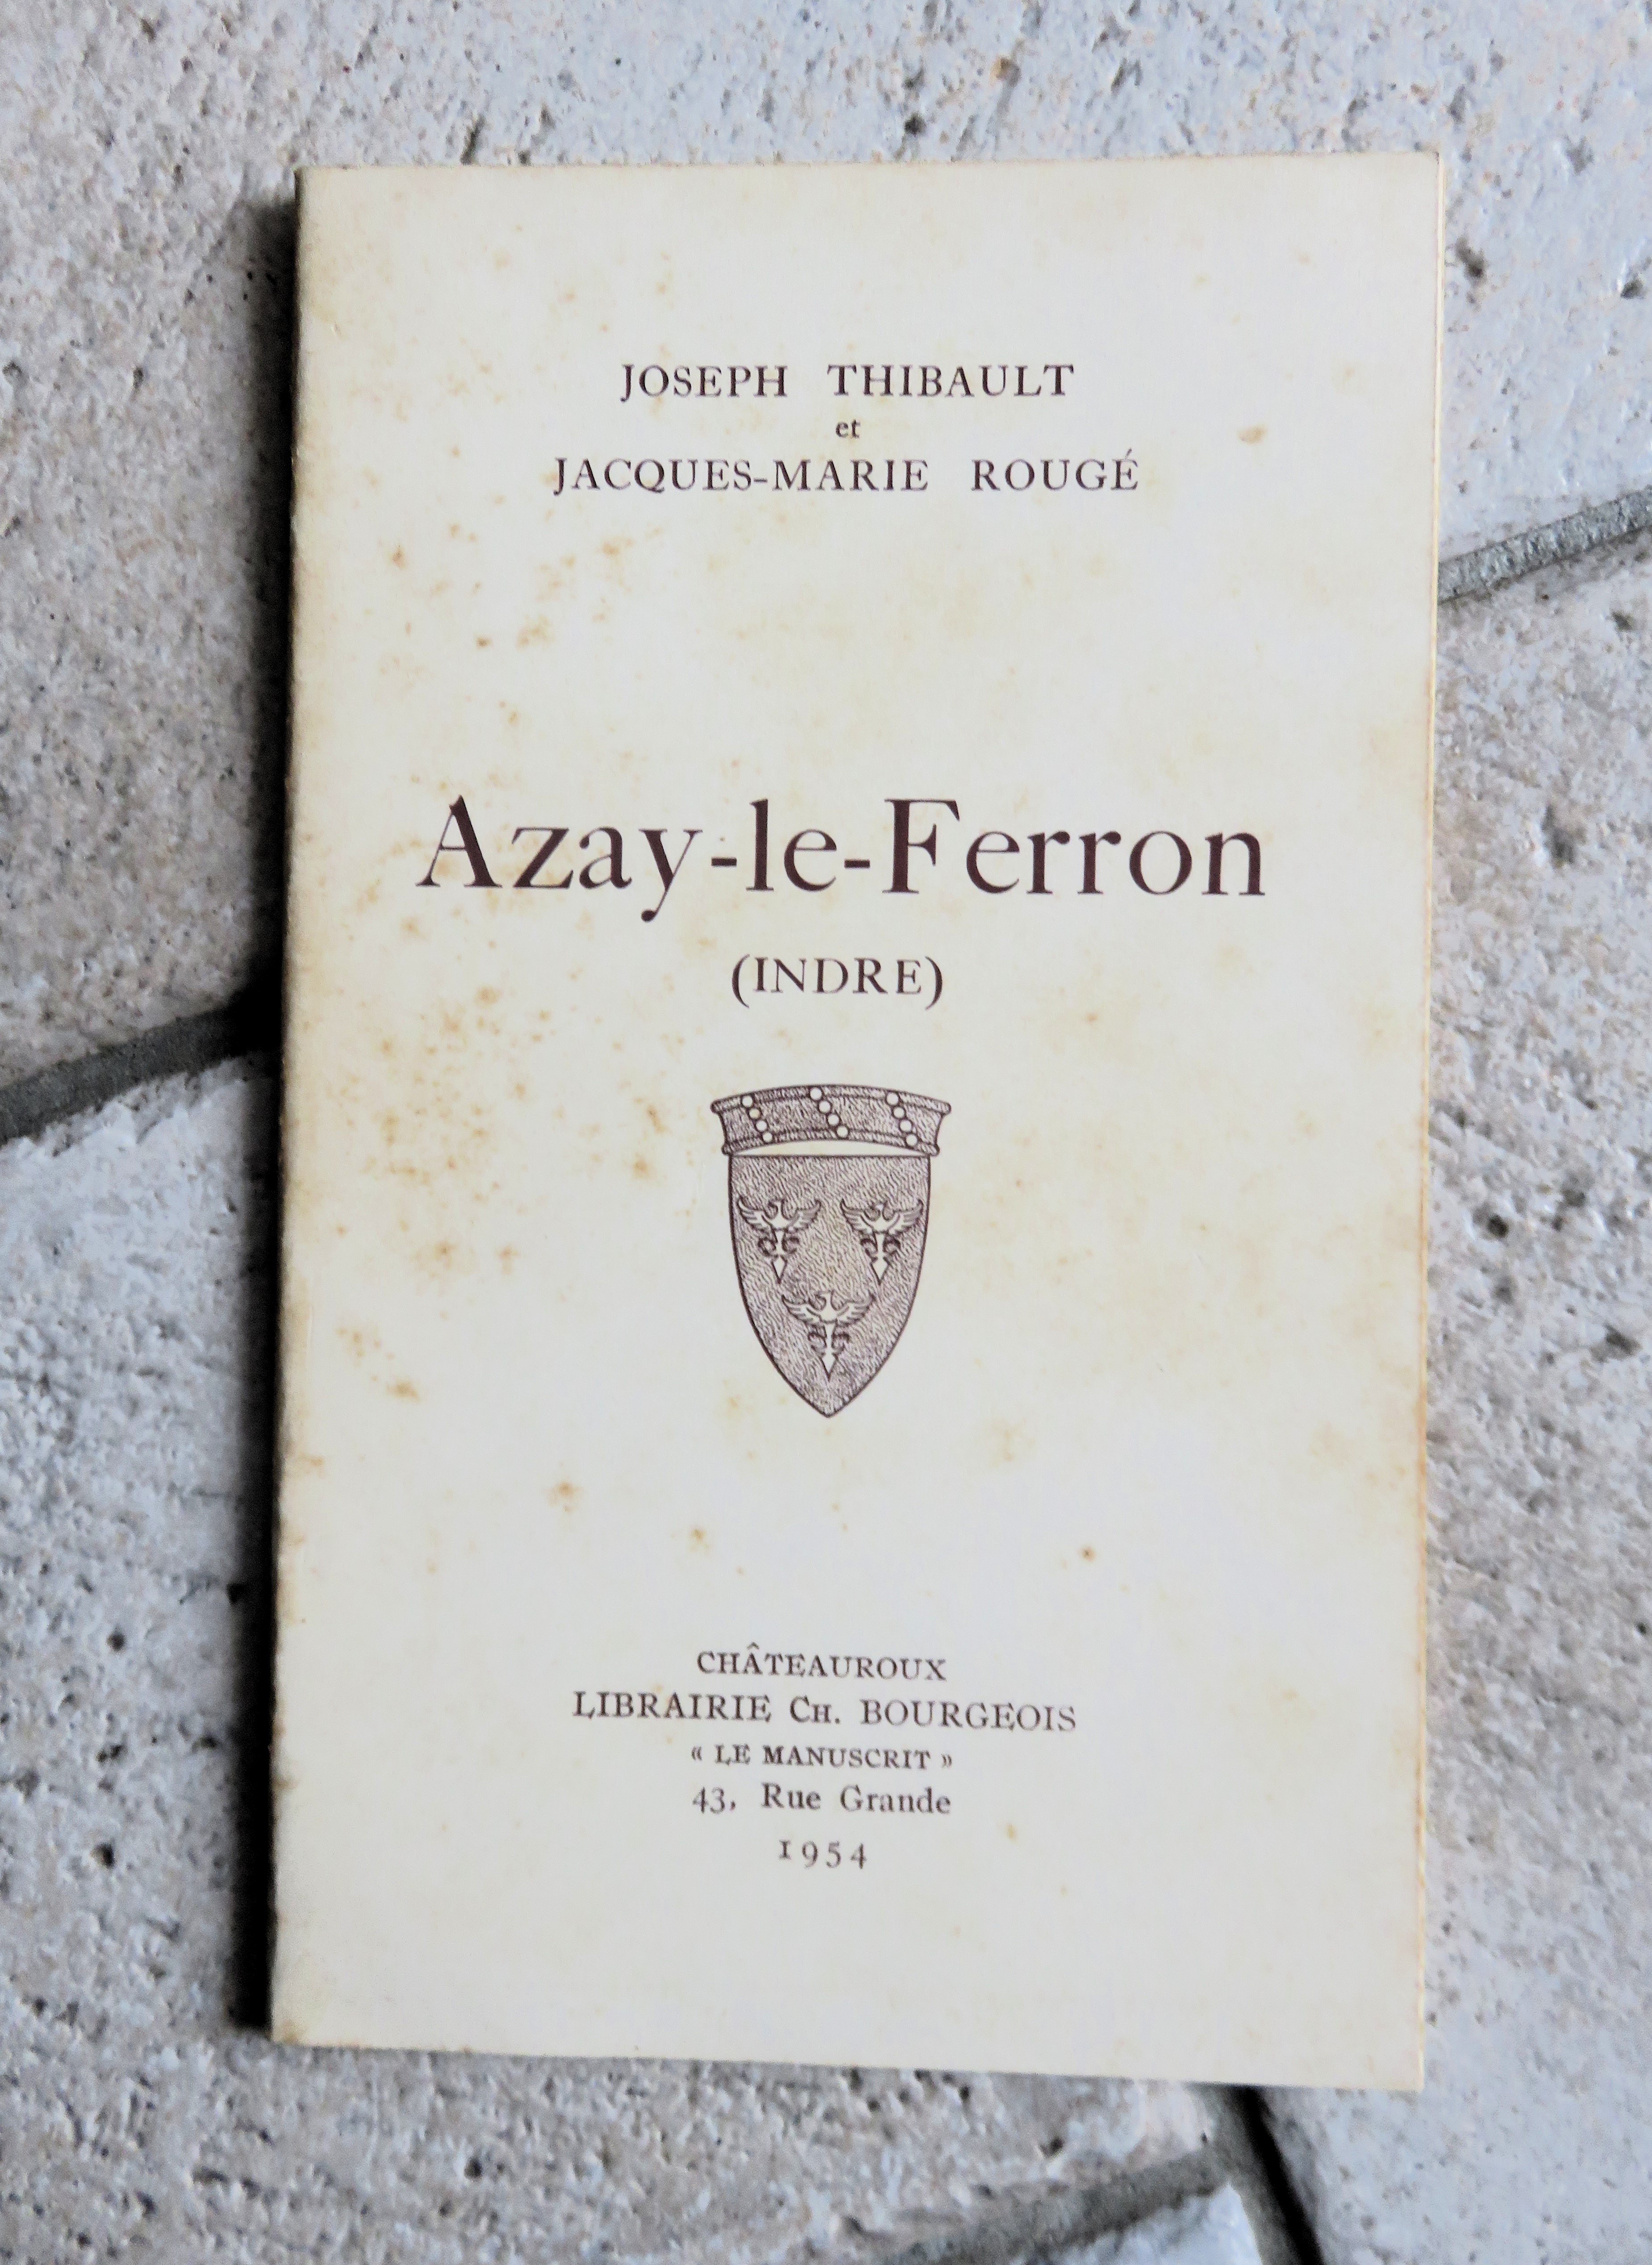 JOSEPH THIBAULT
et
JACQUES-MARIE ROUGÉ
Azay-le-Ferron
(INDRE)
CHÂTEAUROUX
LIBRAIRIE CH. BOURGEOIS
« LE MANUSCRIT »
43, Rue Grande
1954